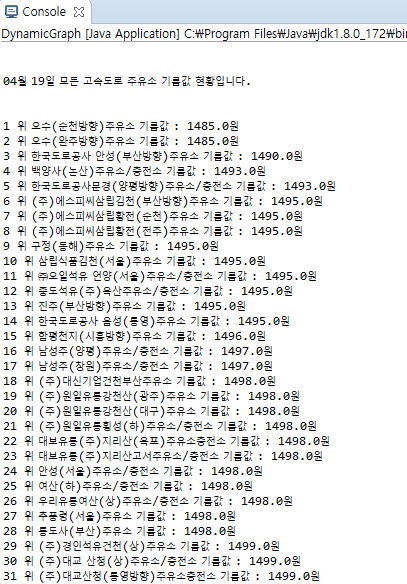 Console
DynamicGraph [Java Application] C:₩Program Files₩Java₩jdk1.8.0_172₩bin
04월 19일 모든 고속도로 주유소 기름값 현황입니다.
1 위 오수(순천방향)주유소 기름값 : 1485.0원
2 위 오수(완주방향)주유소 기름값 : 1485.0원
3 위 한국도로공사 안성(부산방향)주유소 기름값 : 1490.0원
4 위 백양사(논산)주유소/충전소 기름값 : 1493.0원
5 위 한국도로공사문경(양평방향)주유소/충전소 기름값 : 1493.0원
6 위 (주)에스피씨삼립김천(부산방향)주유소 기름값 : 1495.0원
7 위 (주)에스피씨삼립황전(순천)주유소 기름값 : 1495.0원
8 위 (주)에스피씨삼립황전(전주)주유소 기름값 : 1495.0원
9 위 구정(동해)주유소 기름값 : 1495.0원
10 위 삼립식품김천(서울)주유소 기름값 : 1495.0원
11 위 ㈜오일석유 언양(서울)주유소/충전소 기름값 : 1495.0원
12 위 중도석유(주)옥산주유소/충전소 기름값 : 1495.0원
13 위 진주(부산방향)주유소 기름값 : 1495.0원
14 위 한국도로공사 음성(통영)주유소 기름값 : 1495.0원
15 위 함평천지(시흥방향)주유소 기름값 : 1496.0원
16 위 남성주(양평)주유소/충전소 기름값 : 1497.0원
17 위 남성주(창원)주유소/충전소 기름값 : 1497.0원
18 위 (주)대신기업건천부산주유소 기름값 : 1498.0원
19 위 (주)원일유통강천산(광주)주유소 기름값 : 1498.0원
20 위 (주)원일유통강천산(대구)주유소 기름값 : 1498.0원
21 위 (주)원일유통횡성(하)주유소/충전소 기름값 : 1498.0원
22 위 대보유통(주)지리산(옥포)주유소충전소 기름값 : 1498.0원
23 위 대보유통(주)지리산고서주유소/충전소 기름값 : 1498.0원
24 위 안성(서울)주유소/충전소 기름값 : 1498.0원
25 위 여산(하)주유소/충전소 기름값 : 1498.0원
26 위 우리유통여산(상)주유소/충전소 기름값 : 1498.0원
27 위 추풍령(서울)주유소 기름값 : 1498.0원
28 위 통도사(부산)주유소 기름값 : 1498.0원
29 위 (주)경인석유건천(상)주유소 기름값 : 1499.0원
30 위 (주)대교 산청(상)주유소/충전소 기름값 : 1499.0원
31 위 (주)대교산청(통영방향)주유소충전소 기름값 : 1499.0원